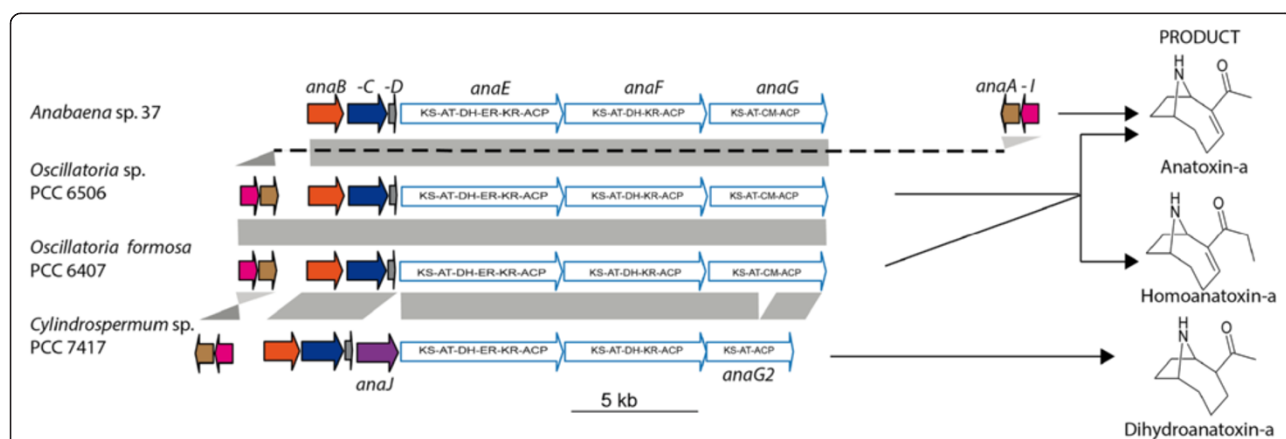 PRODUCT
anaB -C -D anaE anaF anaG anaA - I
Anabaena sp. 37
KS-AT-DH-ER-KR-ACP KS-AT-DH-KR-ACP KS-AT-CM-ACP
H
N
O
Anatoxin-a
Oscillatoria sp.
PCC 6506
KS-AT-DH-ER-KR-ACP KS-AT-DH-KR-ACP KS-AT-CM-ACP
Oscillatoria formosa
PCC 6407
KS-AT-DH-ER-KR-ACP KS-AT-DH-KR-ACP KS-AT-CM-ACP
H
N
O
Homoanatoxin-a
Cylindrospermum sp.
PCC 7417
KS-AT-DH-ER-KR-ACP KS-AT-DH-KR-ACP KS-AT-ACP
anaJ anaG2
5 kb
H
N
O
Dihydroanatoxin-a